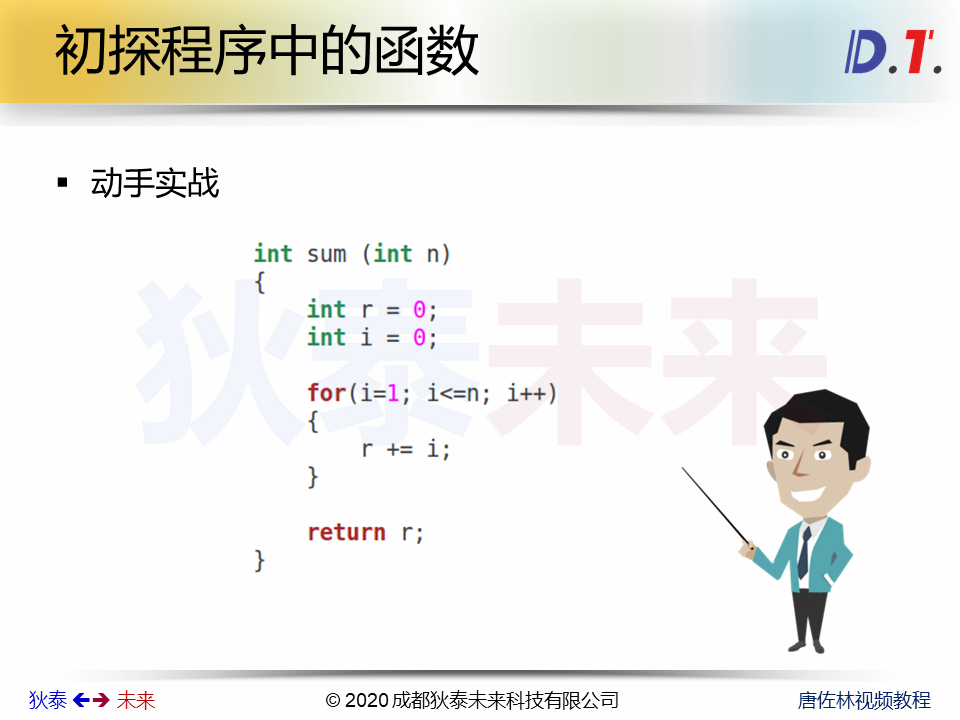 初探程序中的函数
D.T.
▪ 动手实战
int sum (int n)
{
    int r = 0;
    int i = 0;

    for(i=1; i<=n; i++)
    {
        r += i;
    }

    return r;
}
狄泰未来
狄泰 未来
© 2020 成都狄泰未来科技有限公司
唐佐林视频教程